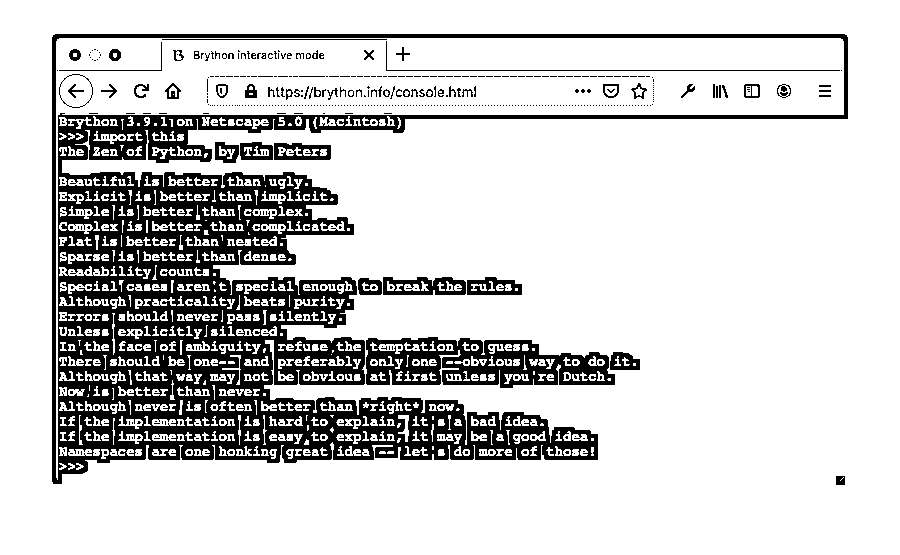 Brython interactive mode
https://brython.info/console.html
Brython 3.9.1 on Netscape 5.0 (Macintosh)
>>> import this
The Zen of Python, by Tim Peters
Beautiful is better than ugly.
Explicit is better than implicit.
Simple is better than complex.
Complex is better than complicated.
Flat is better than nested.
Sparse is better than dense.
Readability counts.
Special cases aren't special enough to break the rules.
Although practicality beats purity.
Errors should never pass silently.
Unless explicitly silenced.
In the face of ambiguity, refuse the temptation to guess.
There should be one-- and preferably only one --obvious way to do it.
Although that way may not be obvious at first unless you're Dutch.
Now is better than never.
Although never is often better than *right* now.
If the implementation is hard to explain, it's a bad idea.
If the implementation is easy to explain, it may be a good idea.
Namespaces are one honking great idea -- let's do more of those!
>>>